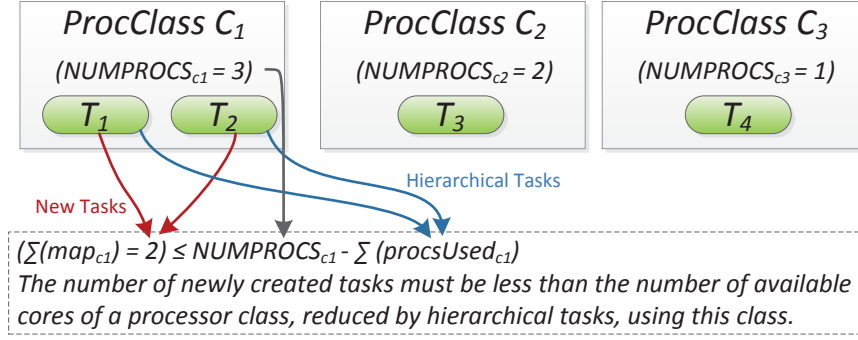 ProcClass C1 ProcClass C2 ProcClass C3
(NUMPROCSc1 = 3) (NUMPROCSc2 = 2) (NUMPROCSc3 = 1)
T1 T2 T3 T4
Hierarchical Tasks
New Tasks
(∑(mapc1) = 2) ≤ NUMPROCSc1 - ∑ (procsUsedc1)
The number of newly created tasks must be less than the number of available
cores of a processor class, reduced by hierarchical tasks, using this class.